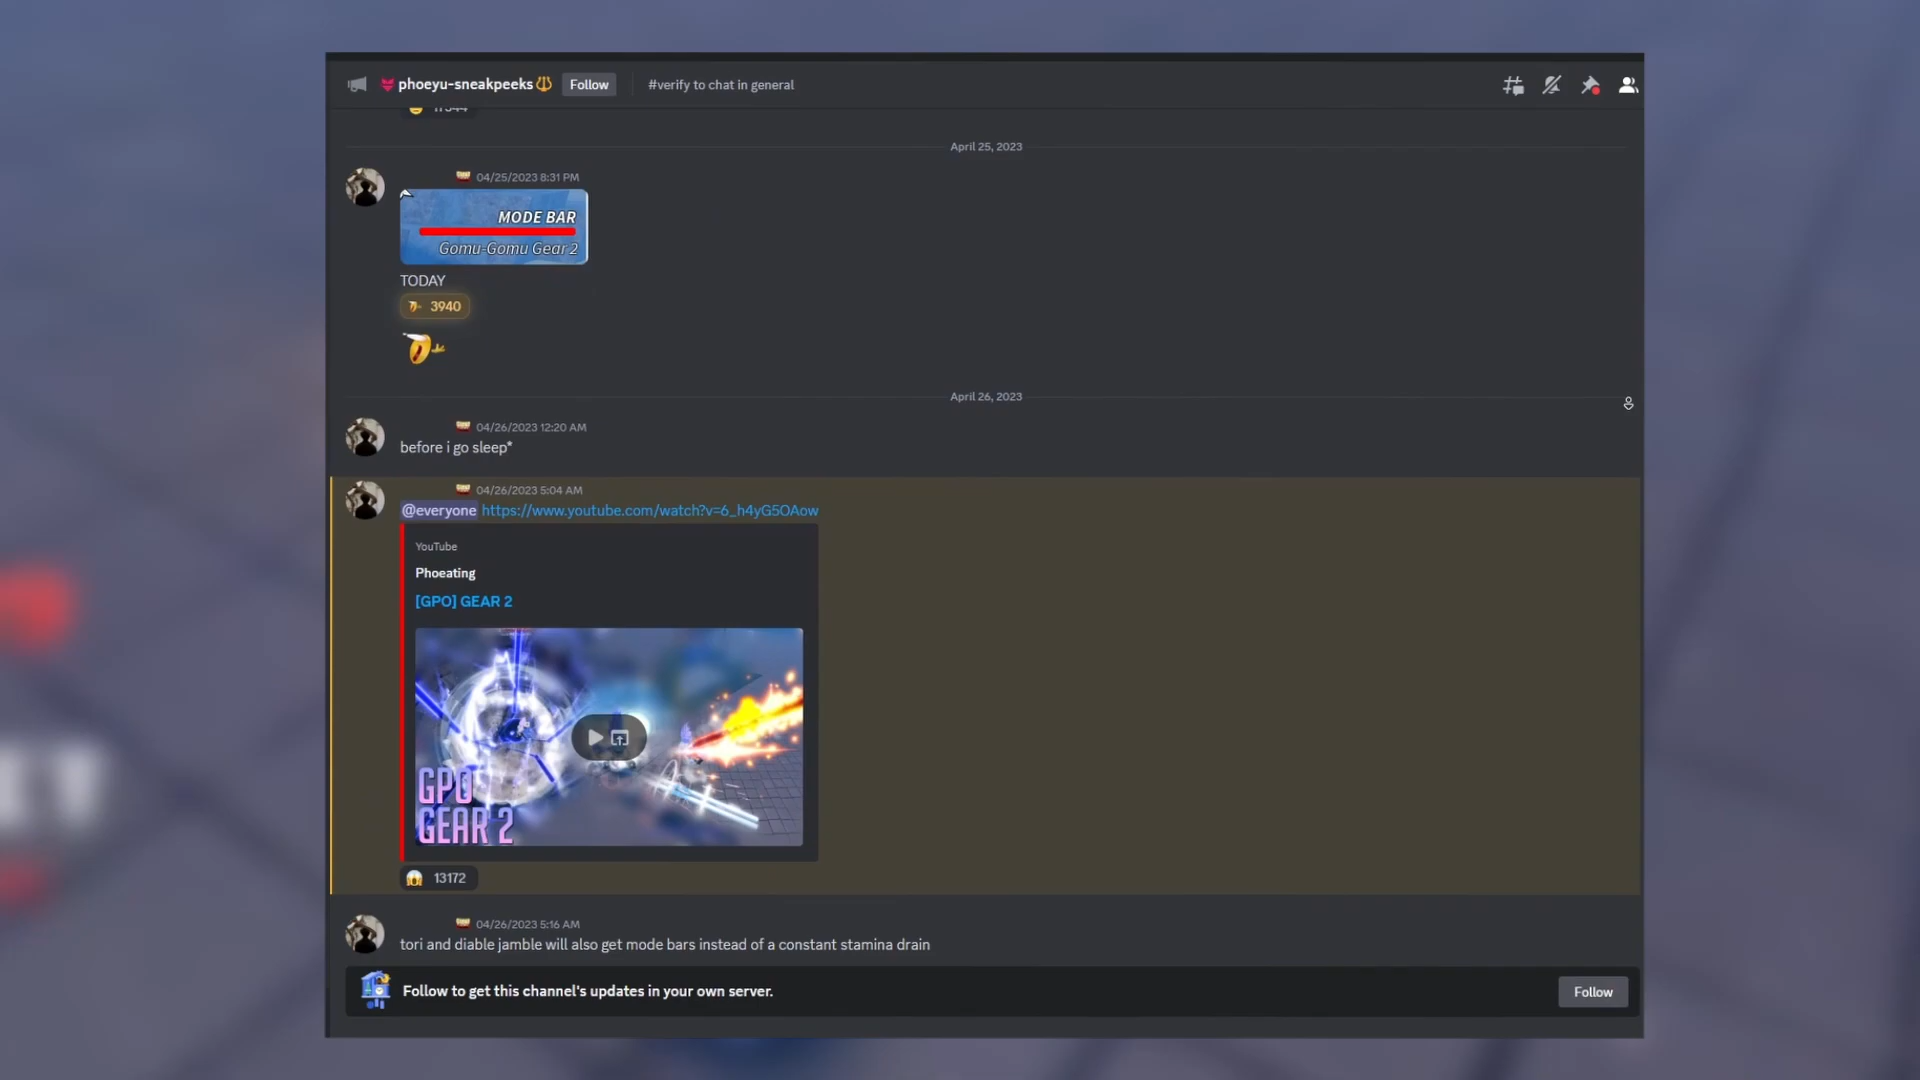 phoeyu-sneakpeeks Follow #verify to chat in general
April 25, 2023
04/25/2023 8:31 PM
MODE BAR
Gomu-Gomu Gear 2
TODAY
3940
April 26, 2023
04/26/2023 12:20 AM
before i go sleep*
04/26/2023 5:04 AM
@everyone https://www.youtube.com/watch?v=6_h4yG5OAow
YouTube
Phoeating
[GPO] GEAR 2
GPO
GEAR 2
13172
04/26/2023 5:16 AM
tori and diable jamble will also get mode bars instead of a constant stamina drain
Follow to get this channel's updates in your own server.
Follow